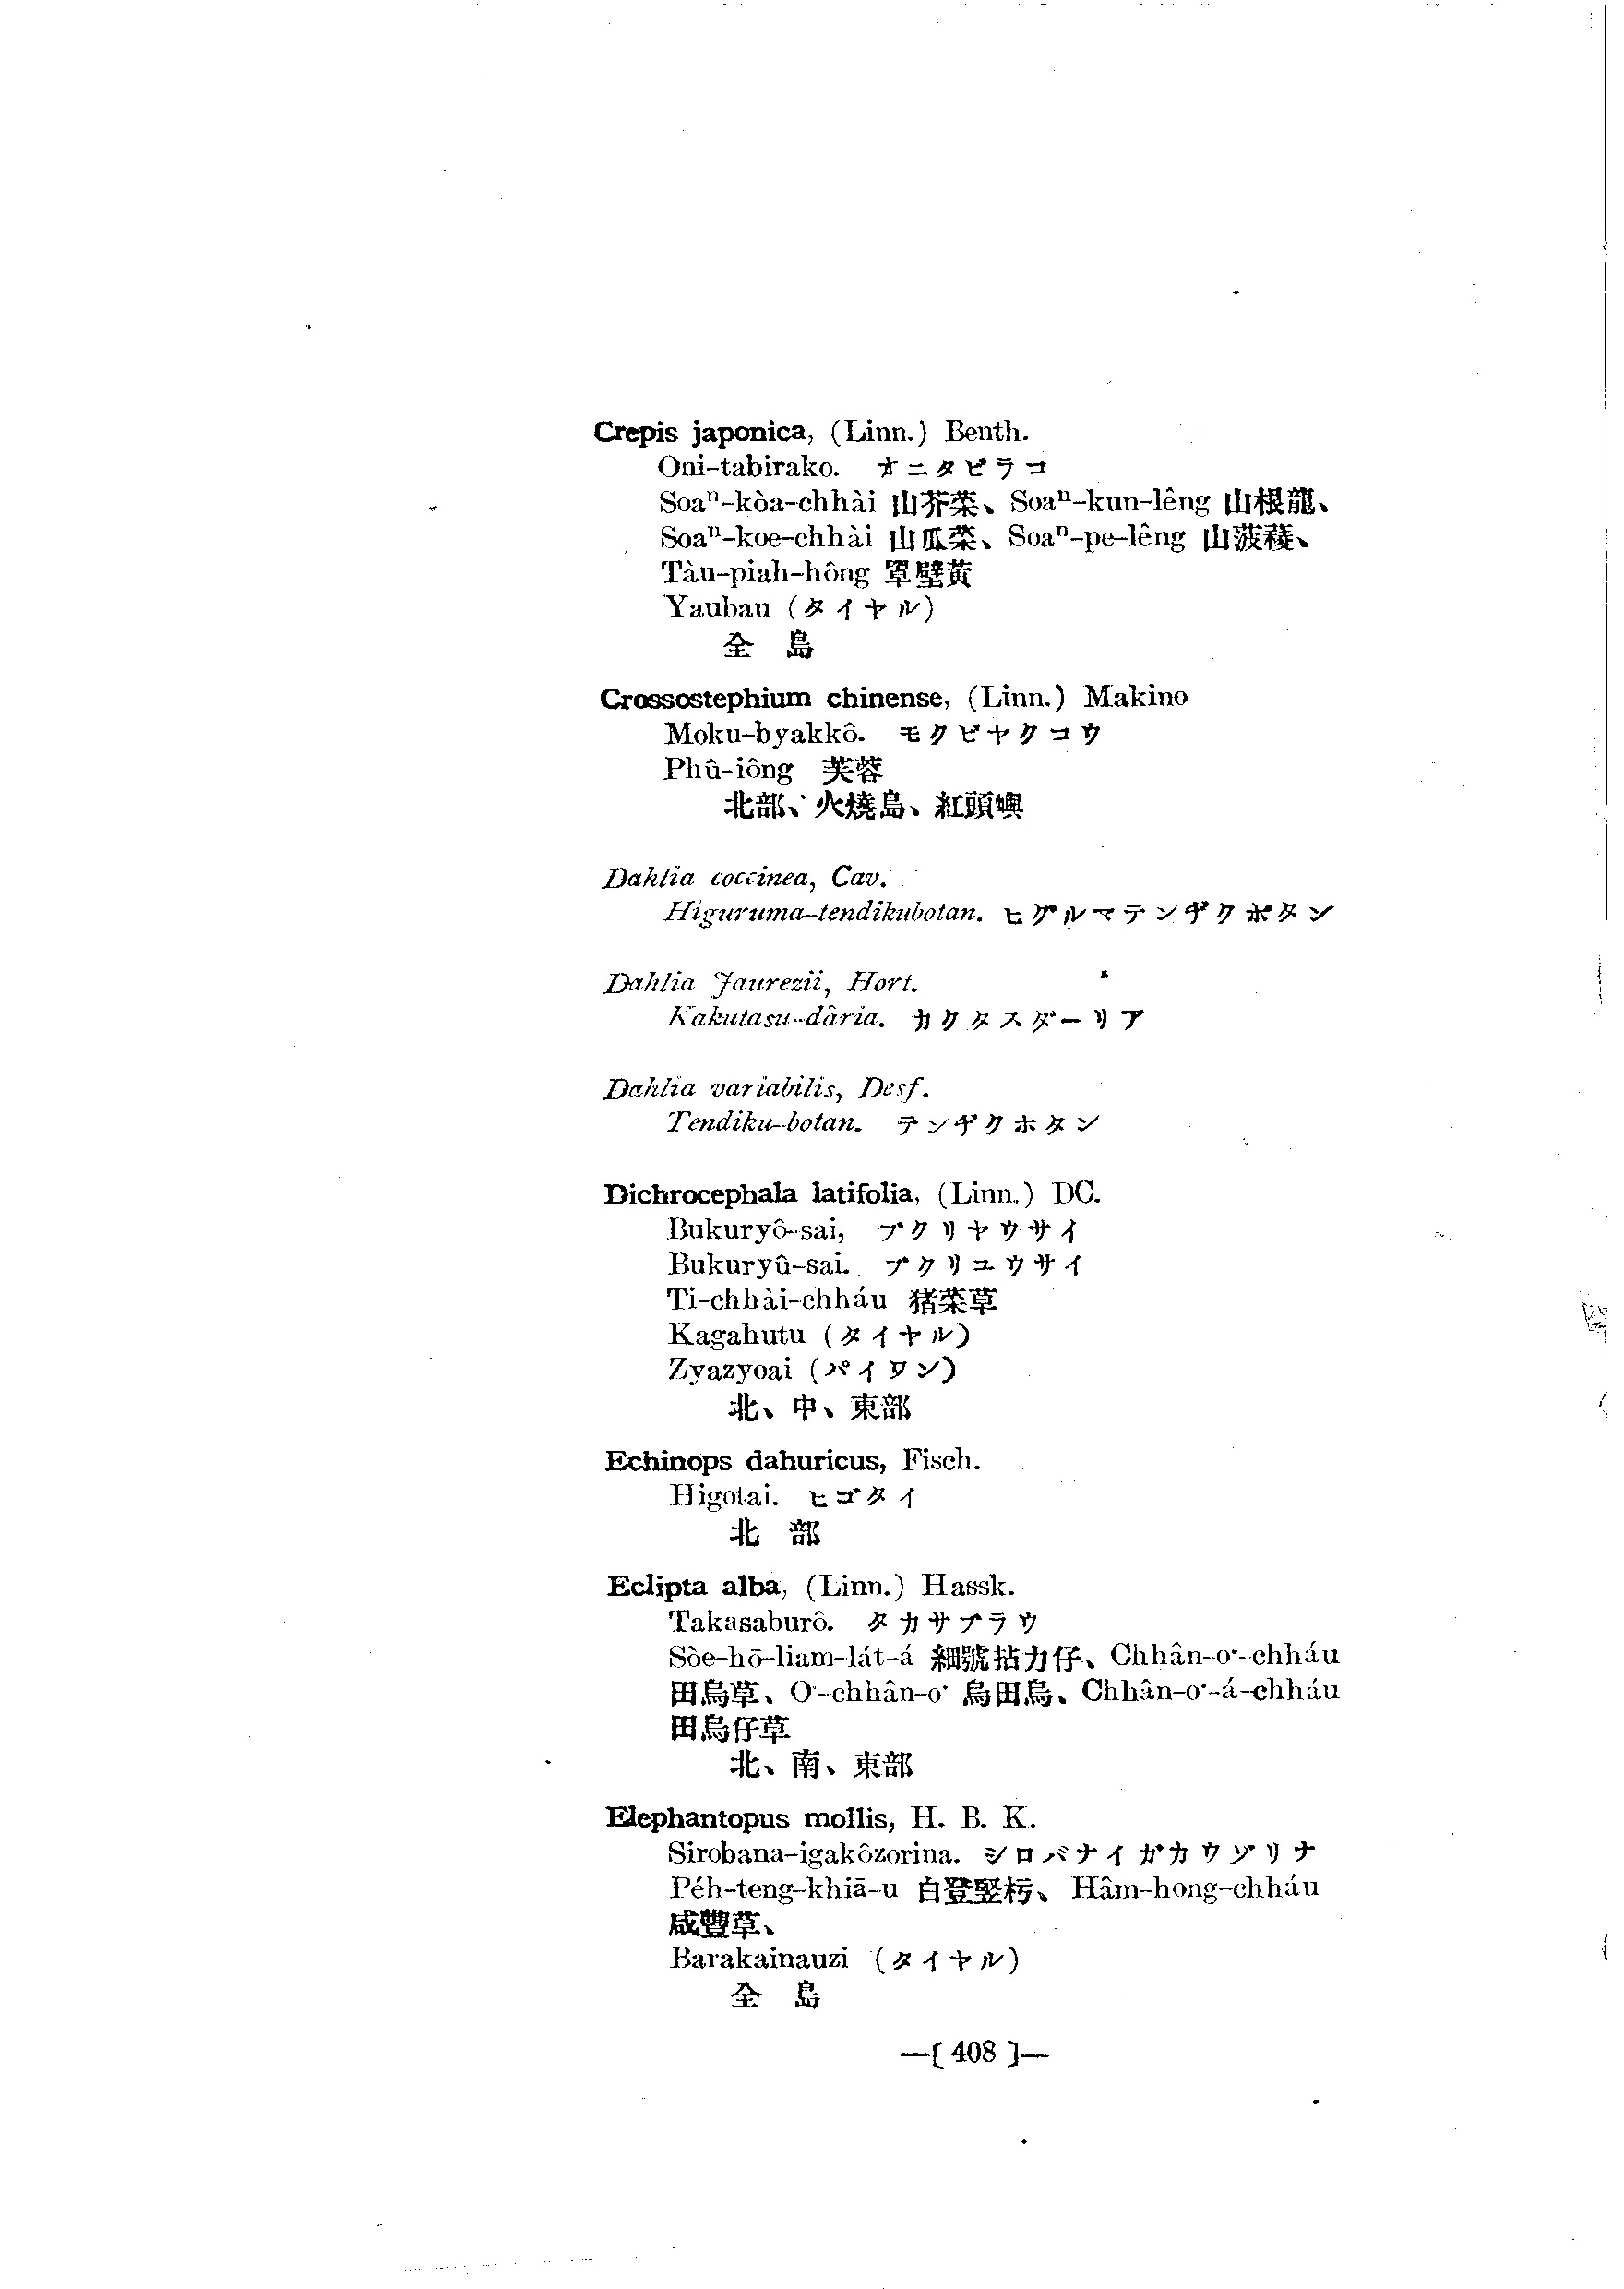 Crepis japonica, (Linn.) Benth.
Oni-tabirako. オニタビラコ
Soaⁿ-kòa-chhài 山芥菜、Soaⁿ-kun-lêng 山根龍、
Soaⁿ-koe-chhài 山瓜菜、Soaⁿ-pe-lêng 山菠薐、
Tàu-piah-hông 罩壁黃
Yaubau (タイヤル)
全 島
Crossostephium chinense, (Linn.) Makino
Moku-byakkô. モクビヤクコウ
Phû-iông 芙蓉
北部、火燒島、紅頭嶼
Dahlia coccinea, Cav.
Higuruma-tendikubotan. ヒグルマテンヂクボタン
Dahlia Jaurezii, Hort.
Kakutasu-dâria. カクタスダーリア
Dahlia variabilis, Desf.
Tendiku-botan. テンヂクボタン
Dichrocephala latifolia, (Linn.) DC.
Bukuryô-sai, ブクリヤウサイ
Bukuryû-sai. ブクリユウサイ
Ti-chhài-chháu 猪菜草
Kagahutu (タイヤル)
Zyazyoai (パイワン)
北、中、東部
Echinops dahuricus, Fisch.
Higotai. ヒゴタイ
北 部
Eclipta alba, (Linn.) Hassk.
Takasaburô. タカサブラウ
Sòe-hō-liam-lát-á 細號拈力仔、Chhân-o͘-chháu
田烏草、O͘-chhân-o͘ 烏田烏、Chhân-o͘-á-chháu
田烏仔草
北、南、東部
Elephantopus mollis, H. B. K.
Sirobana-igakôzorina. シロバナイガカウゾリナ
Péh-teng-khiā-u 白登竪杇、Hâm-hong-chháu
咸豐草、
Barakainauzi (タイヤル)
全 島
—[ 408 ]—